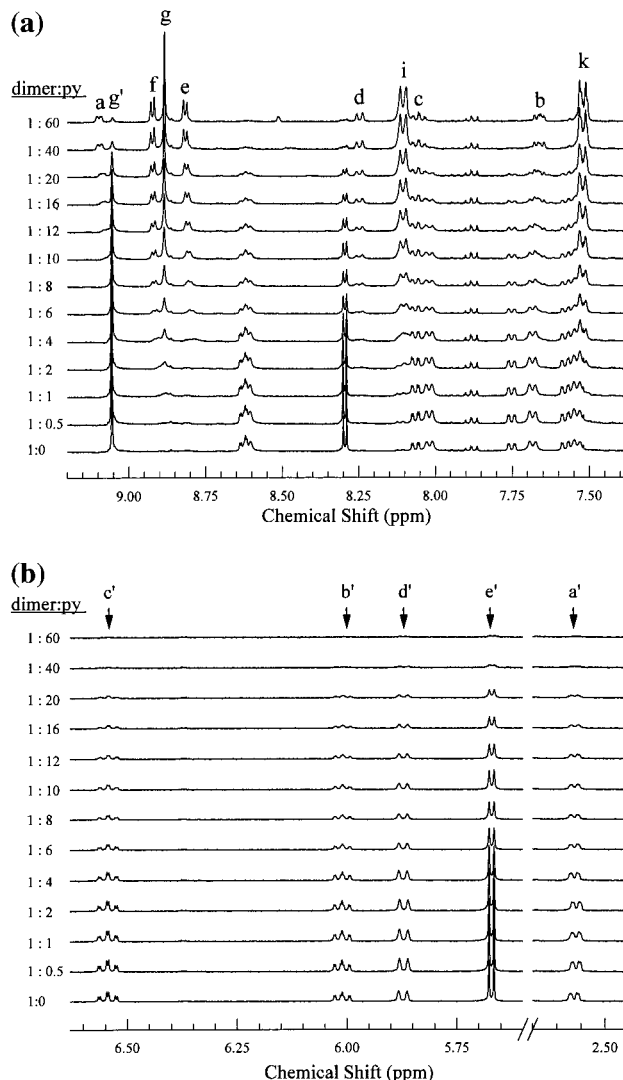 (a)
g
f
e
a
g'
d
i
c
b
k
dimer:py
1 : 60
1 : 40
1 : 20
1 : 16
1 : 12
1 : 10
1 : 8
1 : 6
1 : 4
1 : 2
1 : 1
1 : 0.5
1:0
9.00 8.75 8.50 8.25 8.00 7.75 7.50
Chemical Shift (ppm)
(b)
c' b' d' e' a'
dimer:py
1 : 60
1 : 40
1 : 20
1 : 16
1 : 12
1 : 10
1 : 8
1 : 6
1 : 4
1 : 2
1 : 1
1 : 0.5
1:0
6.50 6.25 6.00 5.75 2.50
Chemical Shift (ppm)